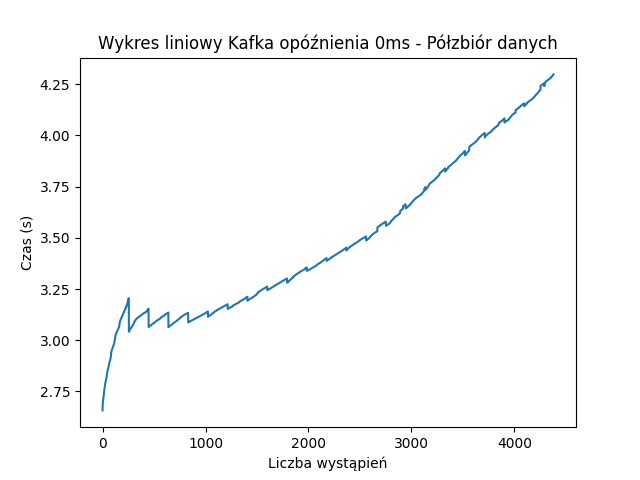 Wykres liniowy Kafka opóźnienia 0ms - Półzbiór danych
4.25
4.00
3.75
3.50
3.25
3.00
2.75
Czas (s)
0 1000 2000 3000 4000
Liczba wystąpień